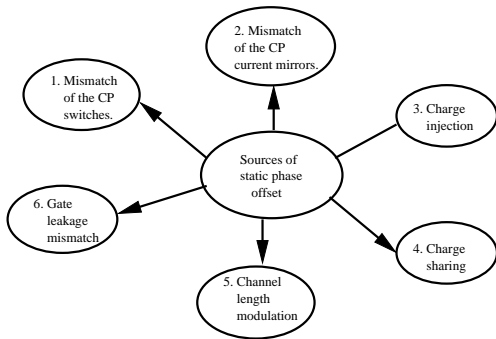 2. Mismatch
of the CP
current mirrors.
1. Mismatch
of the CP
switches.
3. Charge
injection
Sources of
static phase
offset
6. Gate
leakage
mismatch
4. Charge
sharing
5. Channel
length
modulation